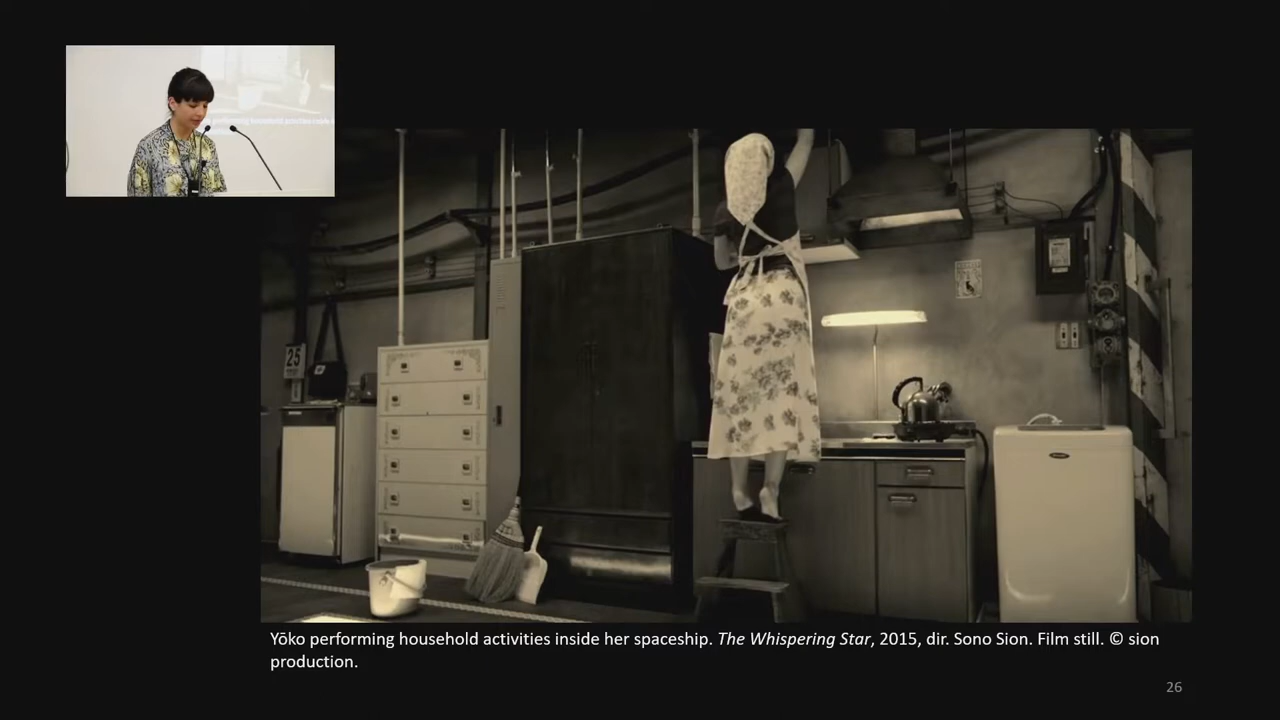 25
Yōko performing household activities inside her spaceship. The Whispering Star, 2015, dir. Sono Sion. Film still. © sion
production.
26